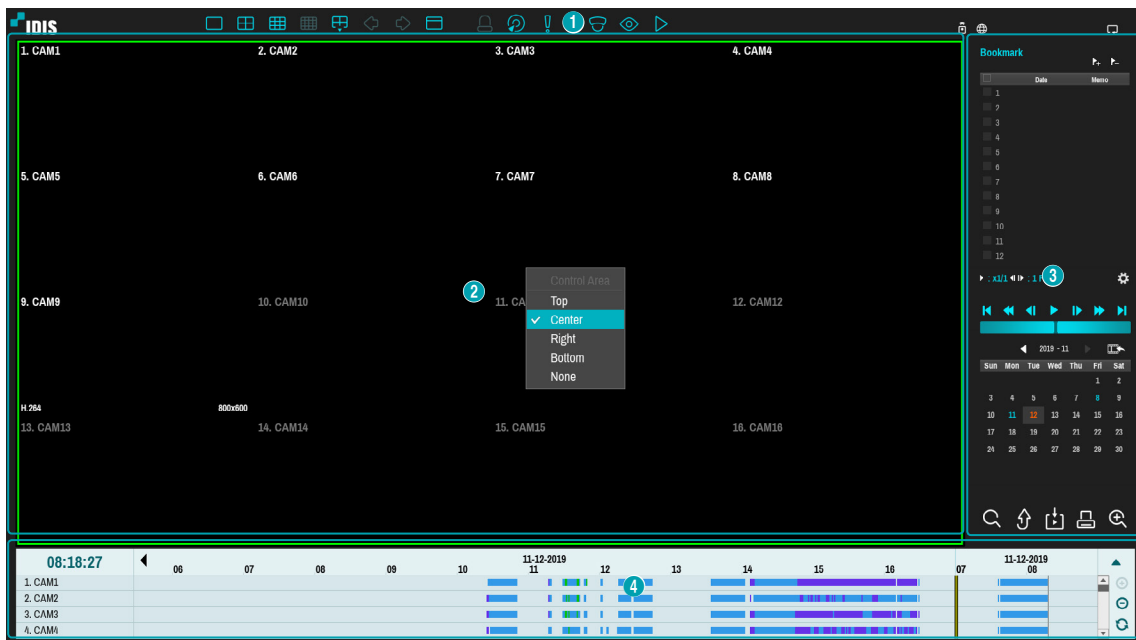 IDIS
1
1. CAM1
2. CAM2
3. CAM3
4. CAM4
5. CAM5
6. CAM6
7. CAM7
8. CAM8
9. CAM9
10. CAM10
11. CA
12. CAM12
H.264
800x600
13. CAM13
14. CAM14
15. CAM15
16. CAM16
2
Control Area
Top
Center
Right
Bottom
None
Bookmark
Date Memo
1
2
3
4
5
6
7
8
9
10
11
12
: x1/1 : 1 F
3
2019 - 11
Sun Mon Tue Wed Thu Fri Sat
1 2
3 4 5 6 7 8 9
10 11 12 13 14 15 16
17 18 19 20 21 22 23
24 25 26 27 28 29 30
08:18:27
11-12-2019 11-12-2019
06 07 08 09 10 11 12 13 14 15 16 07 08
1. CAM1
2. CAM2
3. CAM3
4. CAM4
4